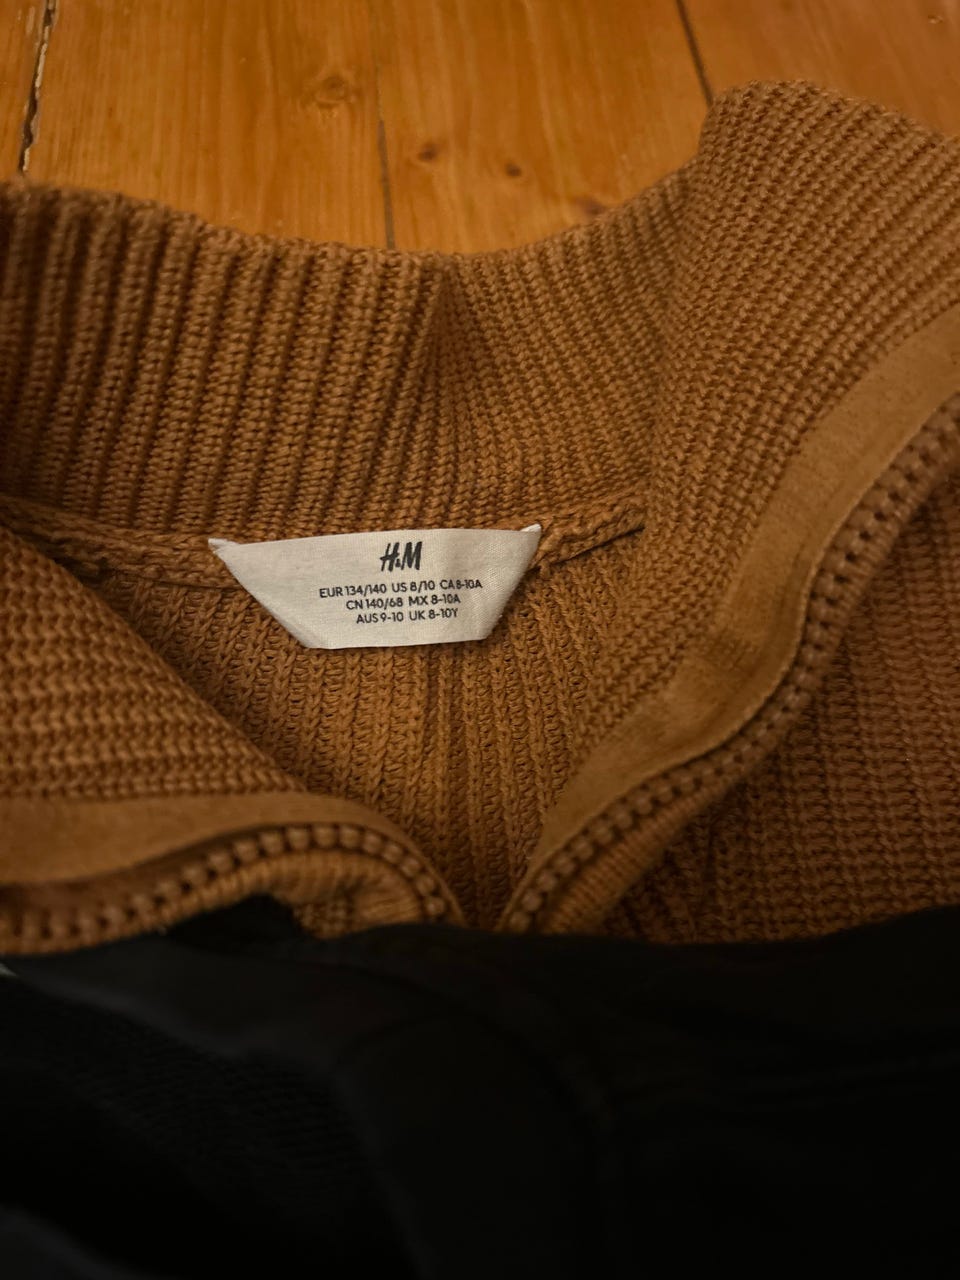 H&M
EUR 134/140 US 8/10 CA 8-10A
CN 140/68 MX 8-10A
AUS 9-10 UK 8-10Y